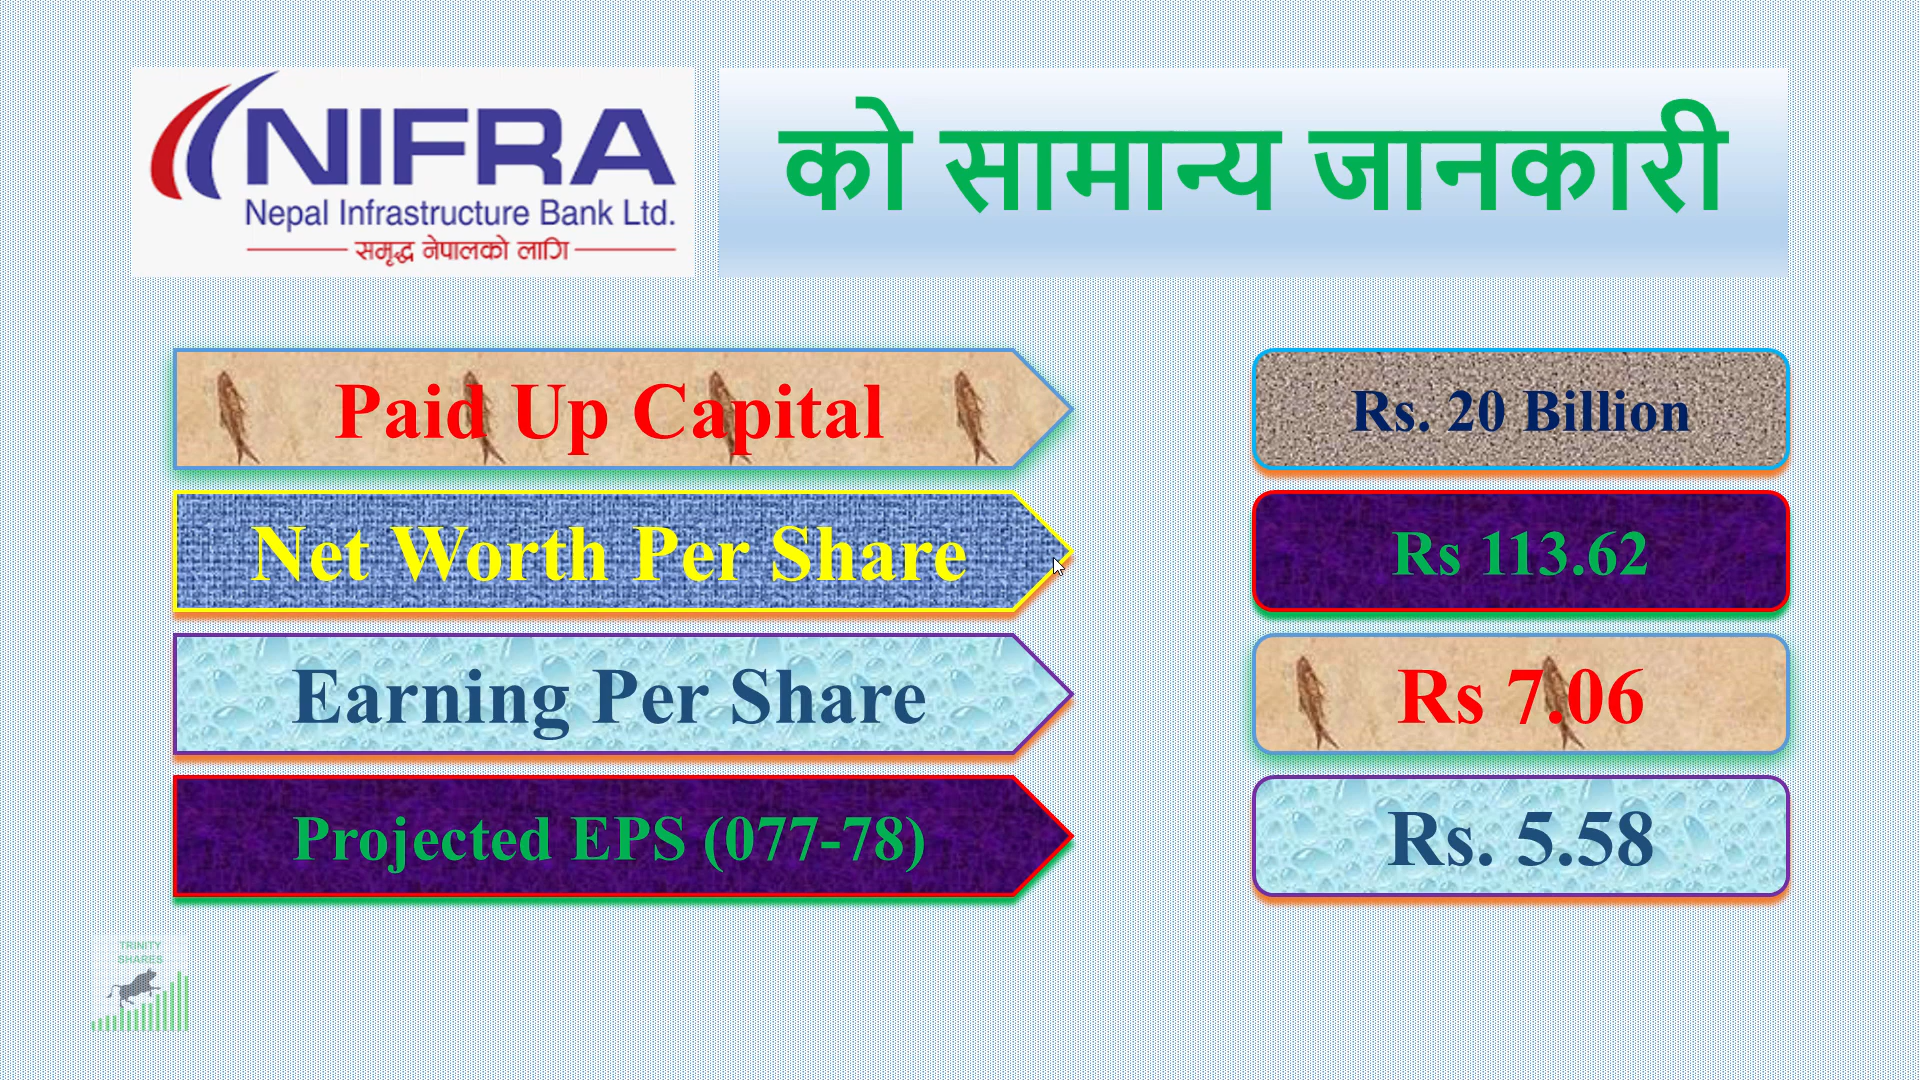 NIFRA
Nepal Infrastructure Bank Ltd.
समृद्ध नेपालको लागि
को सामान्य जानकारी
Paid Up Capital
Rs. 20 Billion
Net Worth Per Share
Rs 113.62
Earning Per Share
Rs 7.06
Projected EPS (077-78)
Rs. 5.58
TRINITY
SHARES